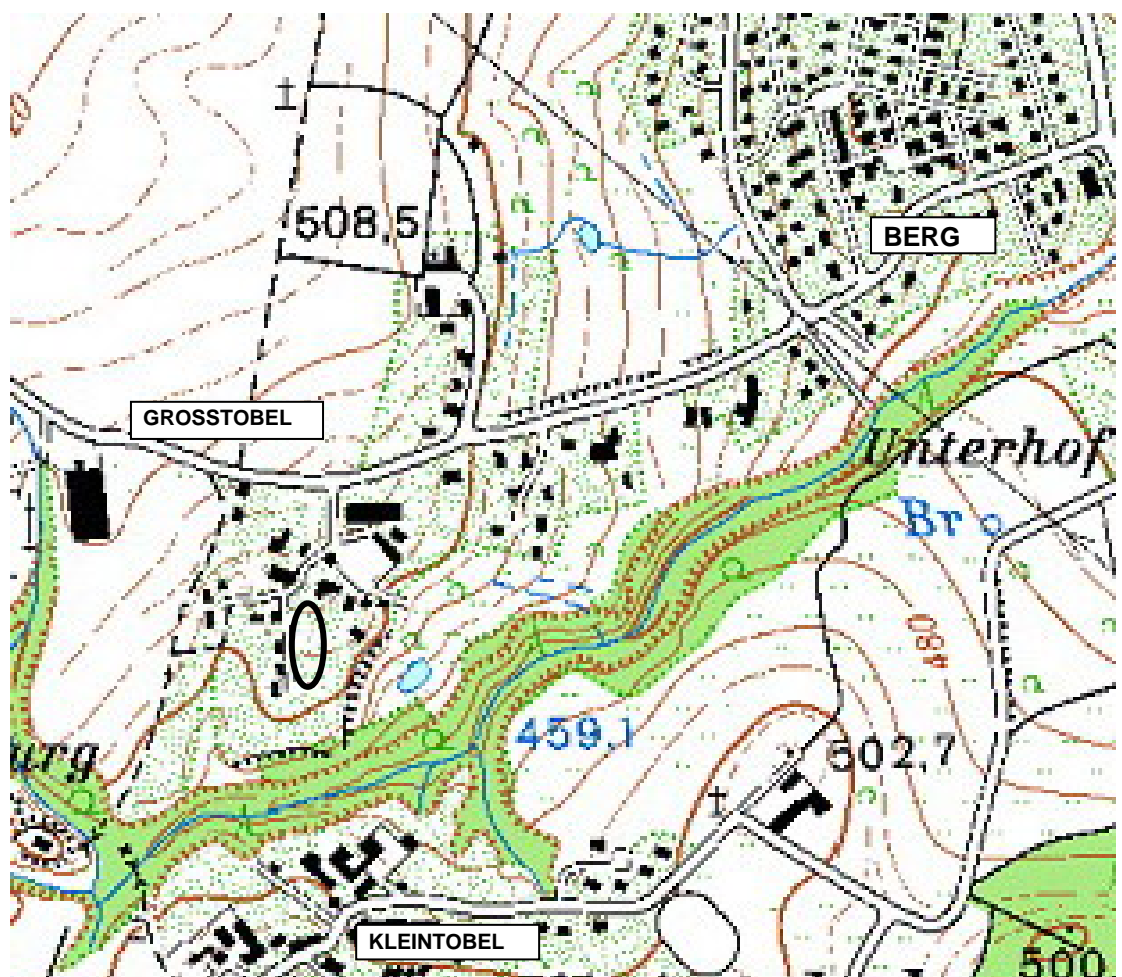 508,5
BERG
GROSSTOBEL
Unterhof
Br
480
459,1
502,7
urg
KLEINTOBEL
500